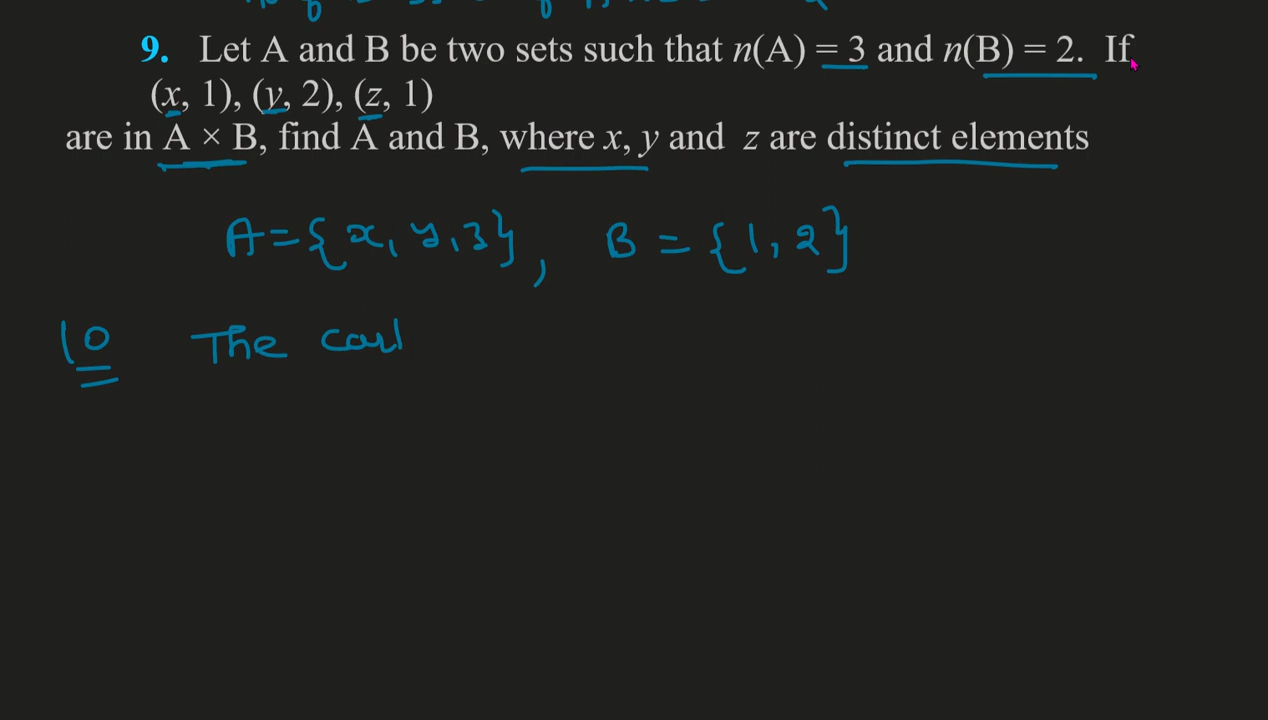 9. Let A and B be two sets such that n(A) = 3 and n(B) = 2. If
(x, 1), (y, 2), (z, 1)
are in A × B, find A and B, where x, y and z are distinct elements
A = {x, y, z}, B = {1, 2}
10 The